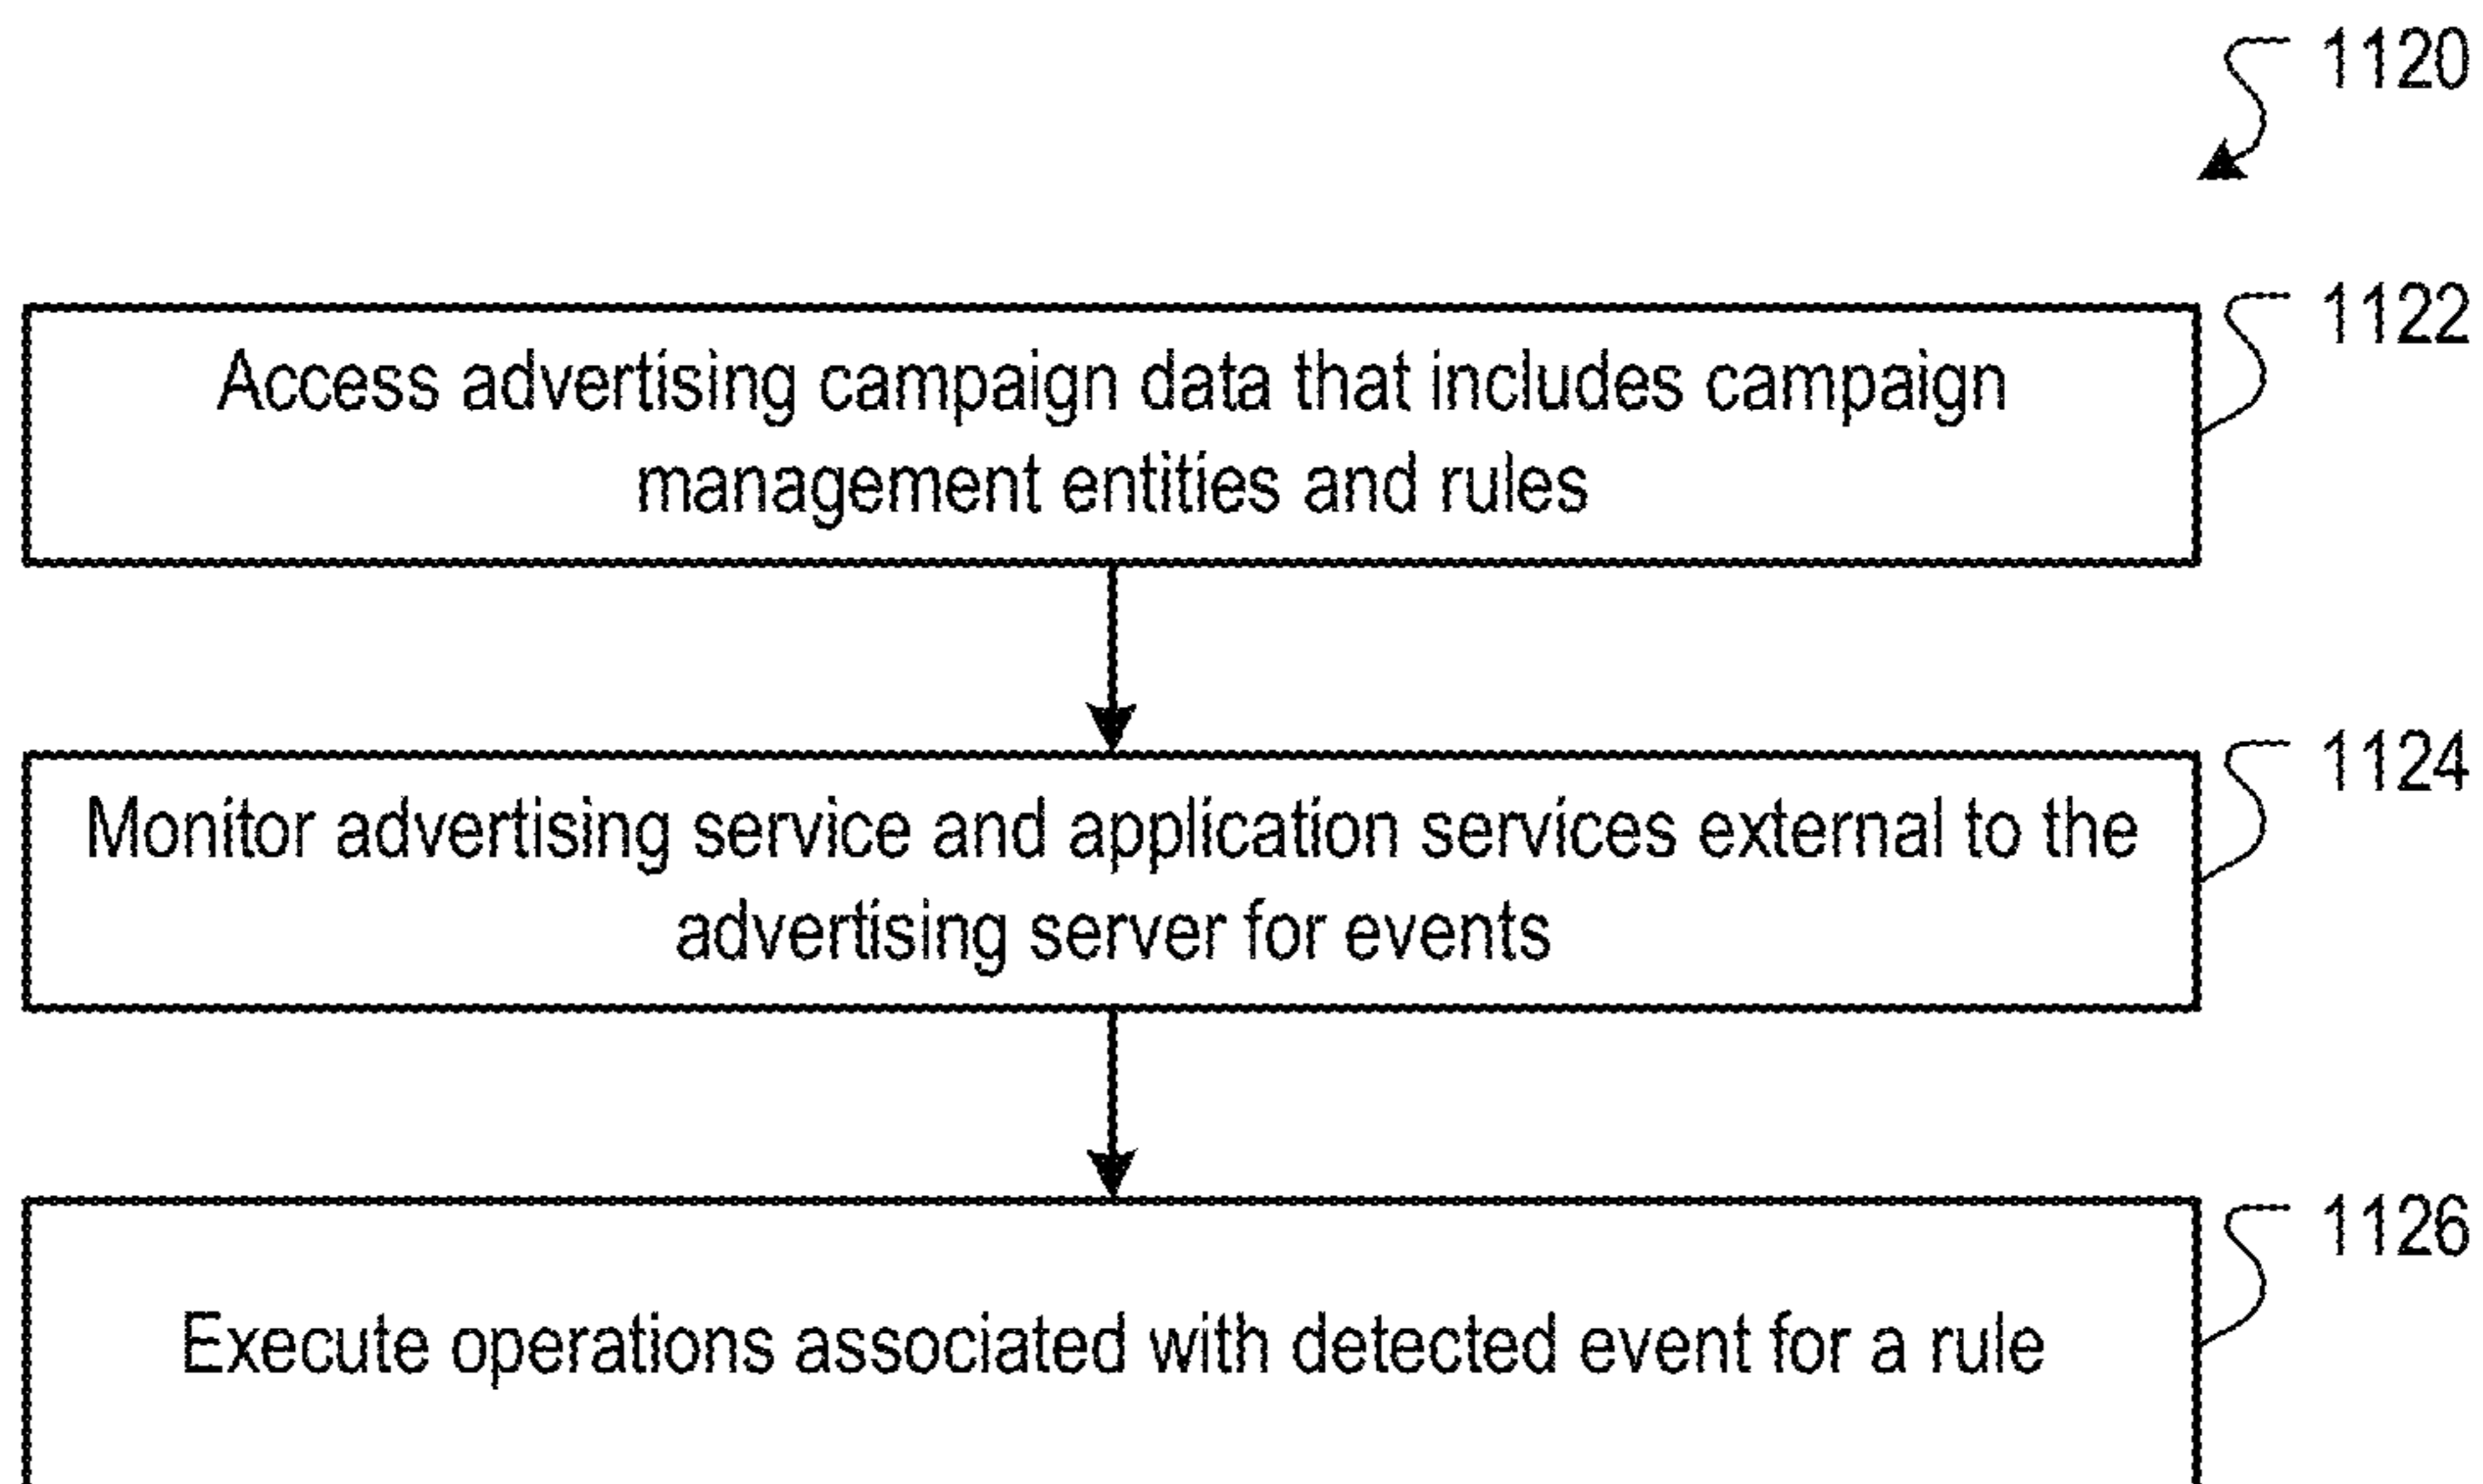 1120
1122
Access advertising campaign data that includes campaign
management entities and rules
1124
Monitor advertising service and application services external to the
advertising server for events
1126
Execute operations associated with detected event for a rule